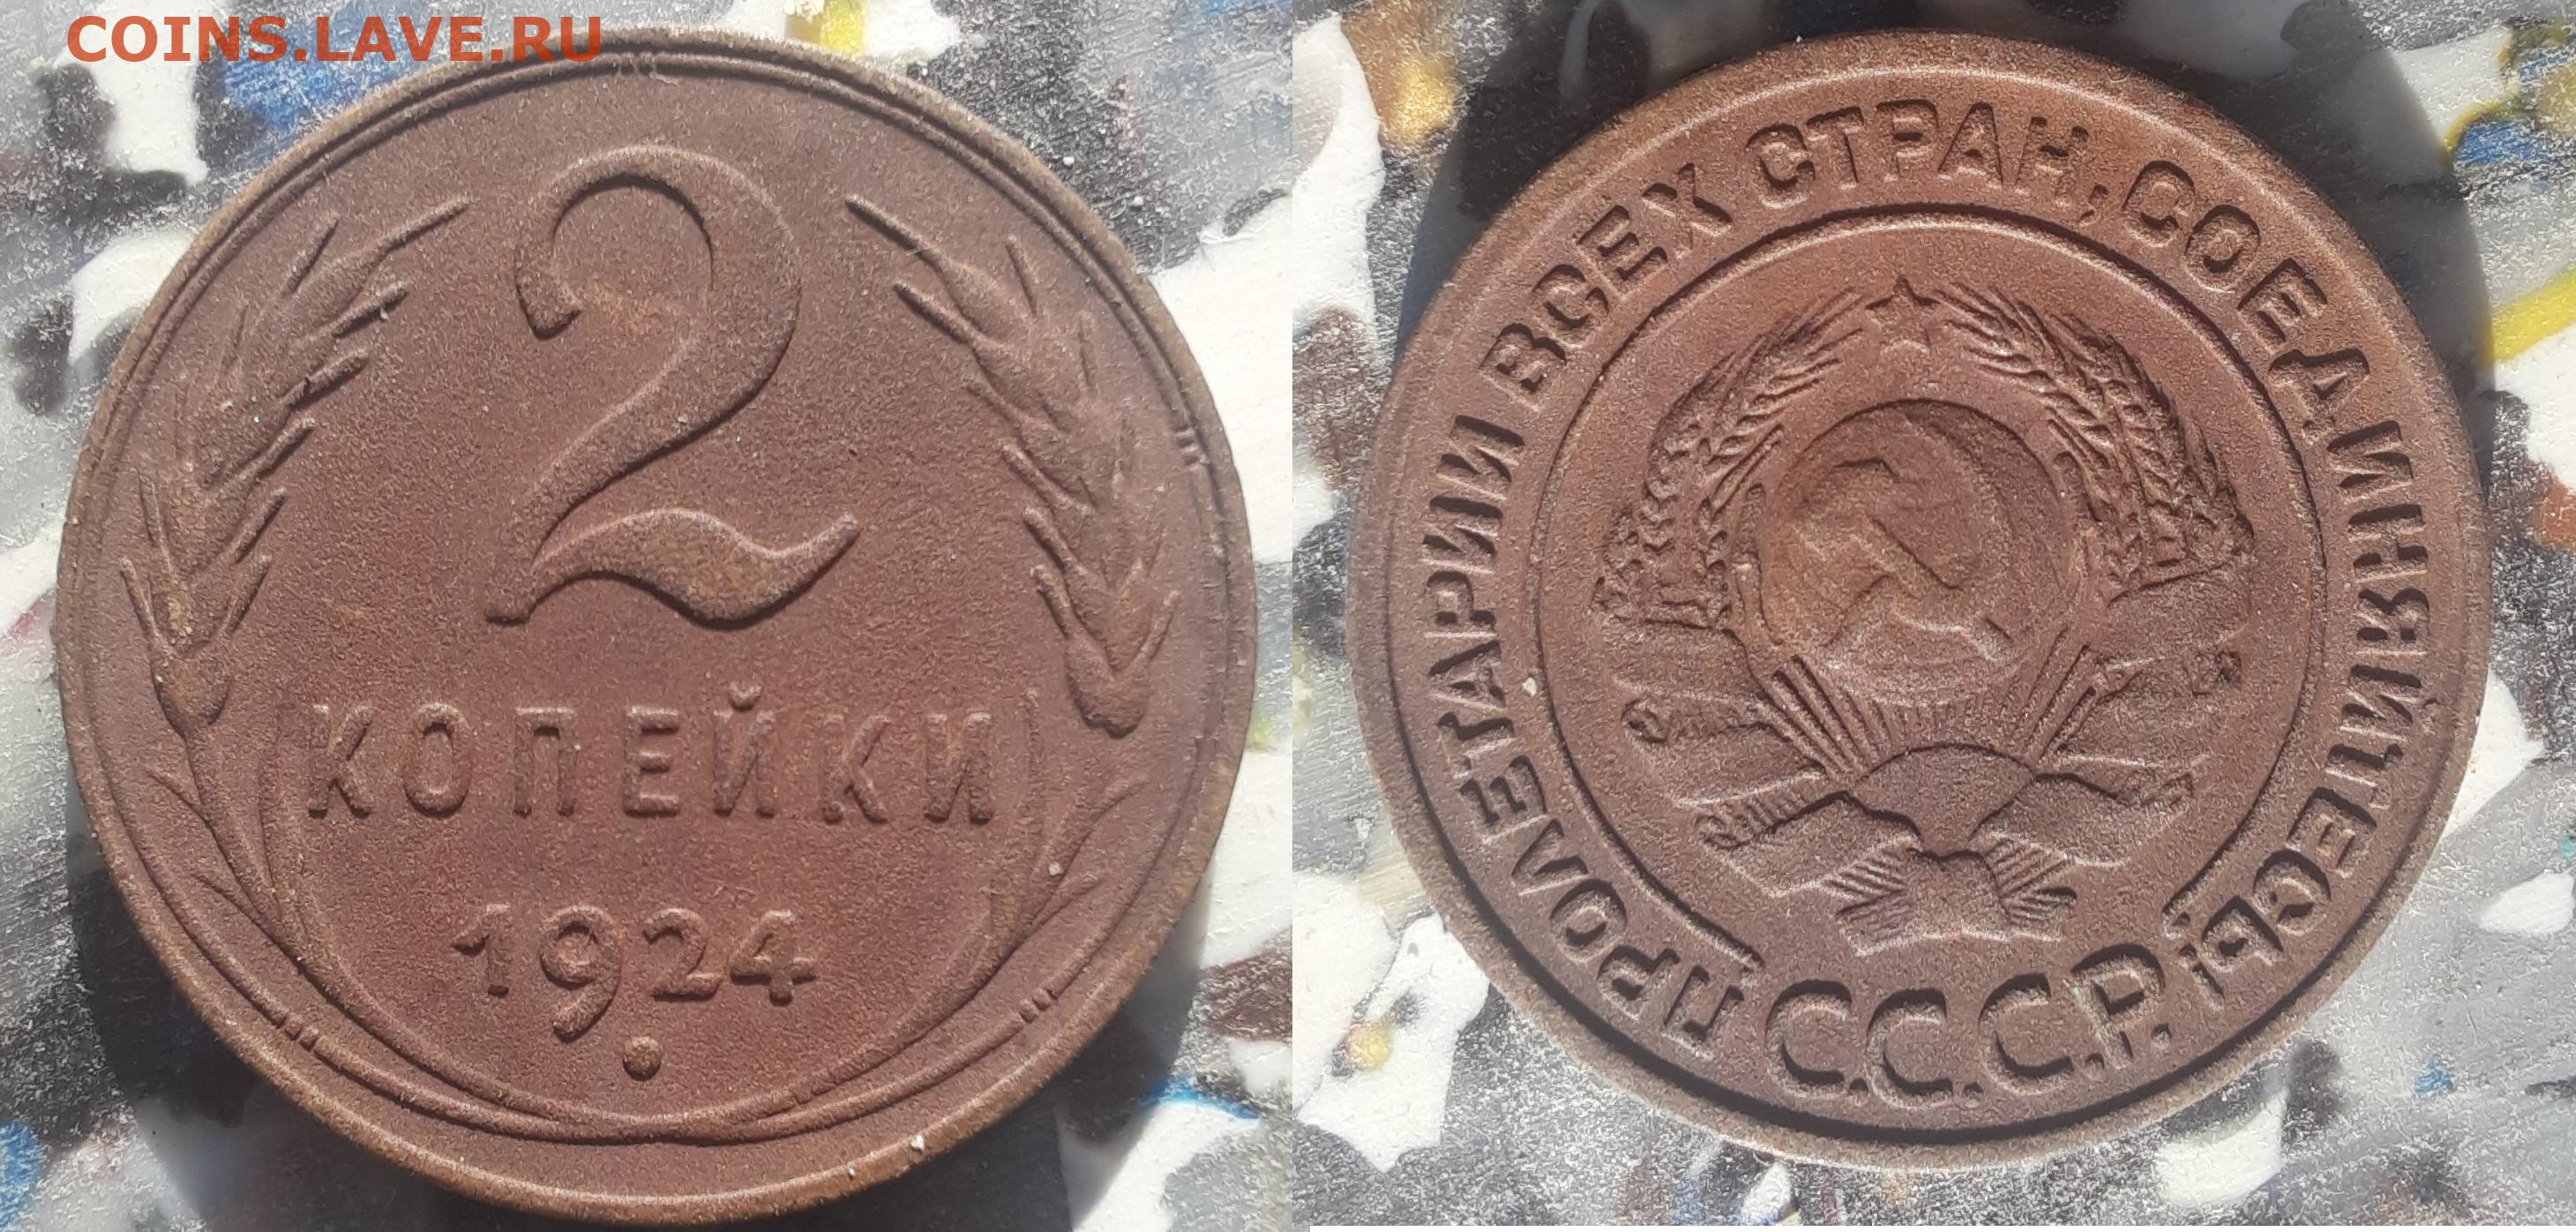 COINS.LAVE.RU
2
КОПЕЙКИ
1924
ПРОЛЕТАРИИ ВСЕХ СТРАН, СОЕДИНЯЙТЕСЬ!
С.С.С.Р.